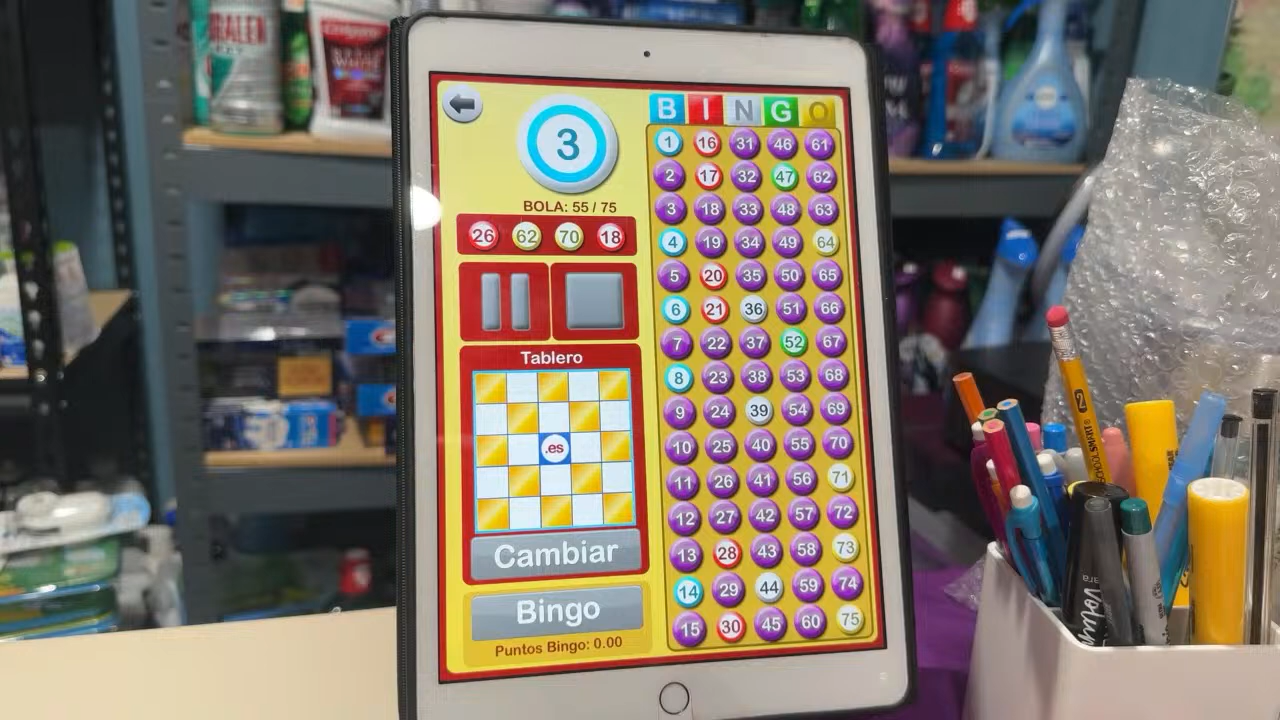 BINGO
3
BOLA: 55 / 75
26 62 70 18
1 16 31 46 61
2 17 32 47 62
3 18 33 48 63
4 19 34 49 64
5 20 35 50 65
6 21 36 51 66
7 22 37 52 67
8 23 38 53 68
9 24 39 54 69
10 25 40 55 70
11 26 41 56 71
12 27 42 57 72
13 28 43 58 73
14 29 44 59 74
15 30 45 60 75
Tablero
.es
Cambiar
Bingo
Puntos Bingo: 0.00
Colgate
2